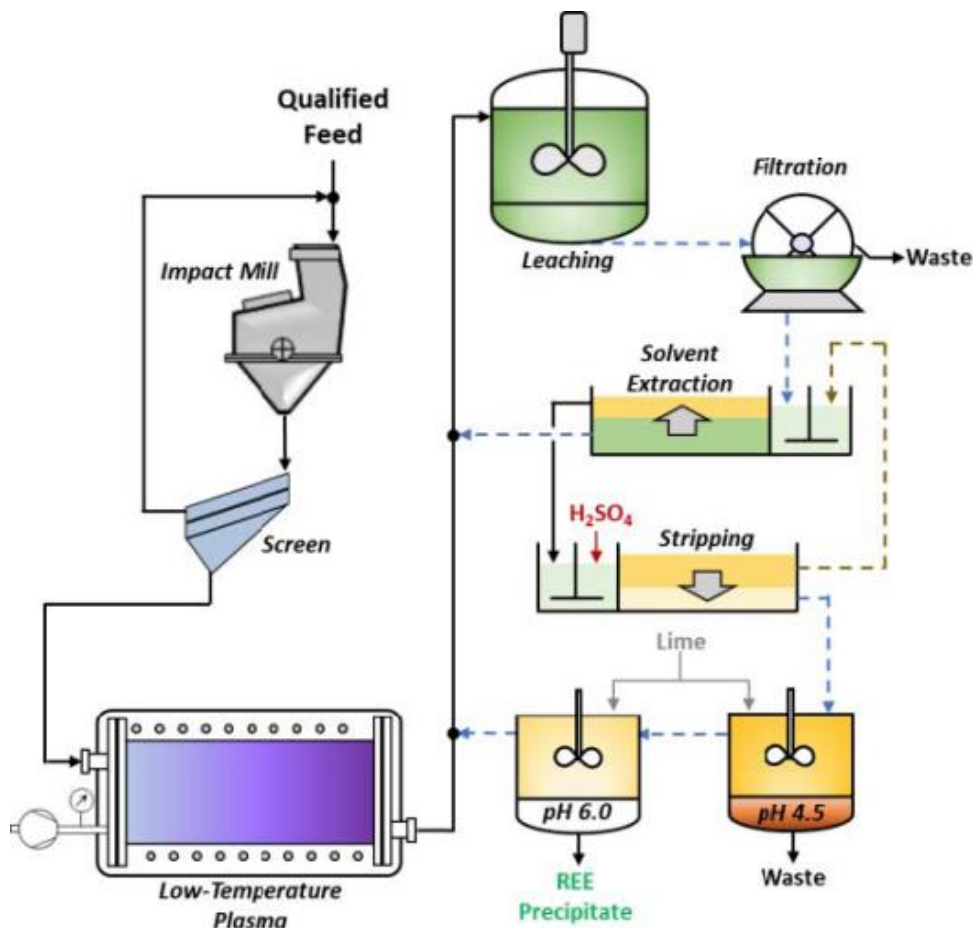 Qualified
Feed
Impact Mill
Screen
Low-Temperature
Plasma
Leaching
Filtration
Waste
Solvent
Extraction
H₂SO₄
Stripping
Lime
pH 6.0
pH 4.5
REE
Precipitate
Waste